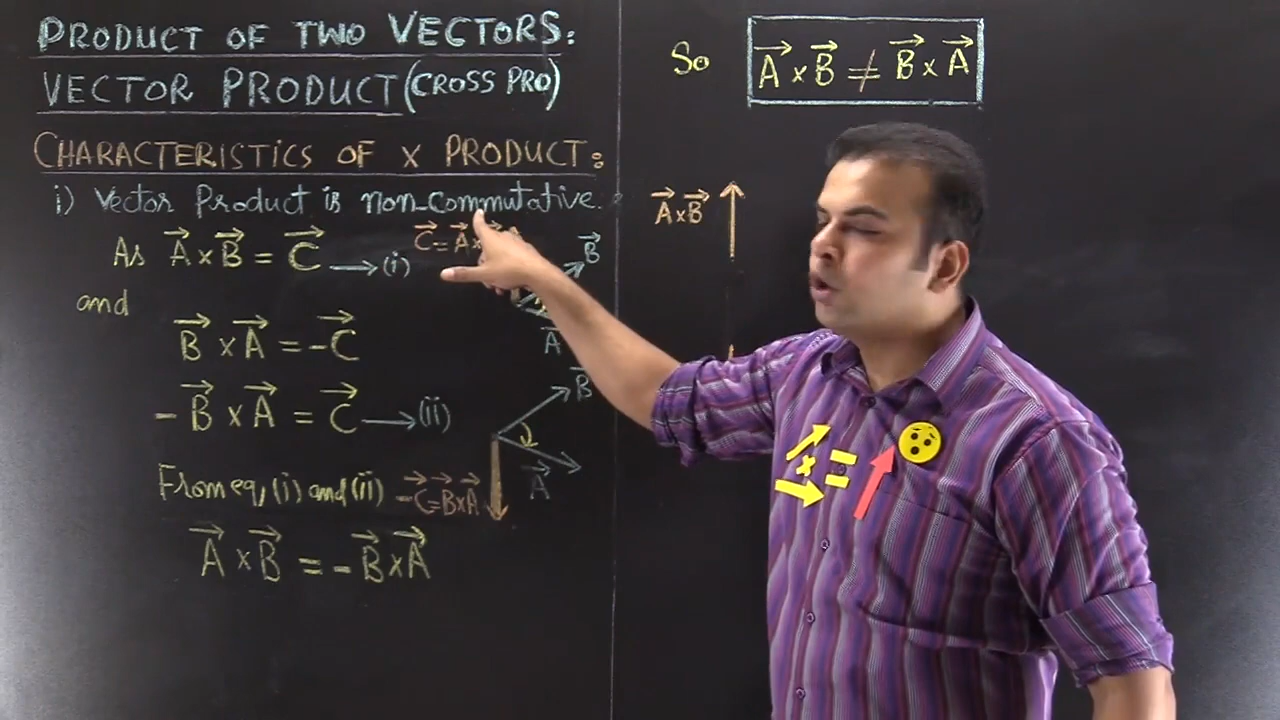 PRODUCT OF TWO VECTORS:
VECTOR PRODUCT (CROSS PRO)
CHARACTERISTICS OF X PRODUCT:
i) Vector Product is non-commutative.
As A⃗ × B⃗ = C⃗ ⟶ (i)
C⃗ = A⃗
B⃗
A⃗
and
B⃗ × A⃗ = -C⃗
- B⃗ × A⃗ = C⃗ ⟶ (ii)
B⃗
A⃗
From eq, (i) and (ii)
-C⃗ = B⃗ × A⃗
A⃗ × B⃗ = - B⃗ × A⃗
So A⃗ × B⃗ ≠ B⃗ × A⃗
A⃗ × B⃗
× =